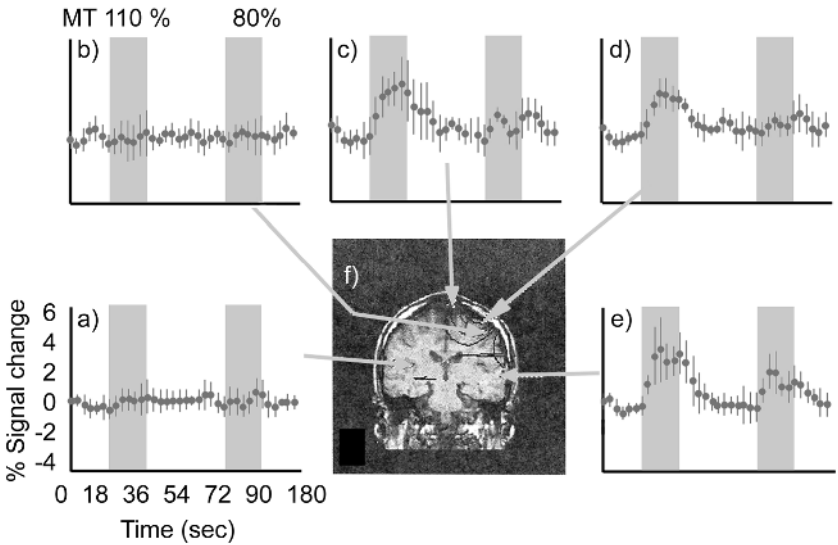 MT 110 % 80%
b) c) d)
f)
a) e)
% Signal change
6
4
2
0
-2
-4
0 18 36 54 72 90 180
Time (sec)